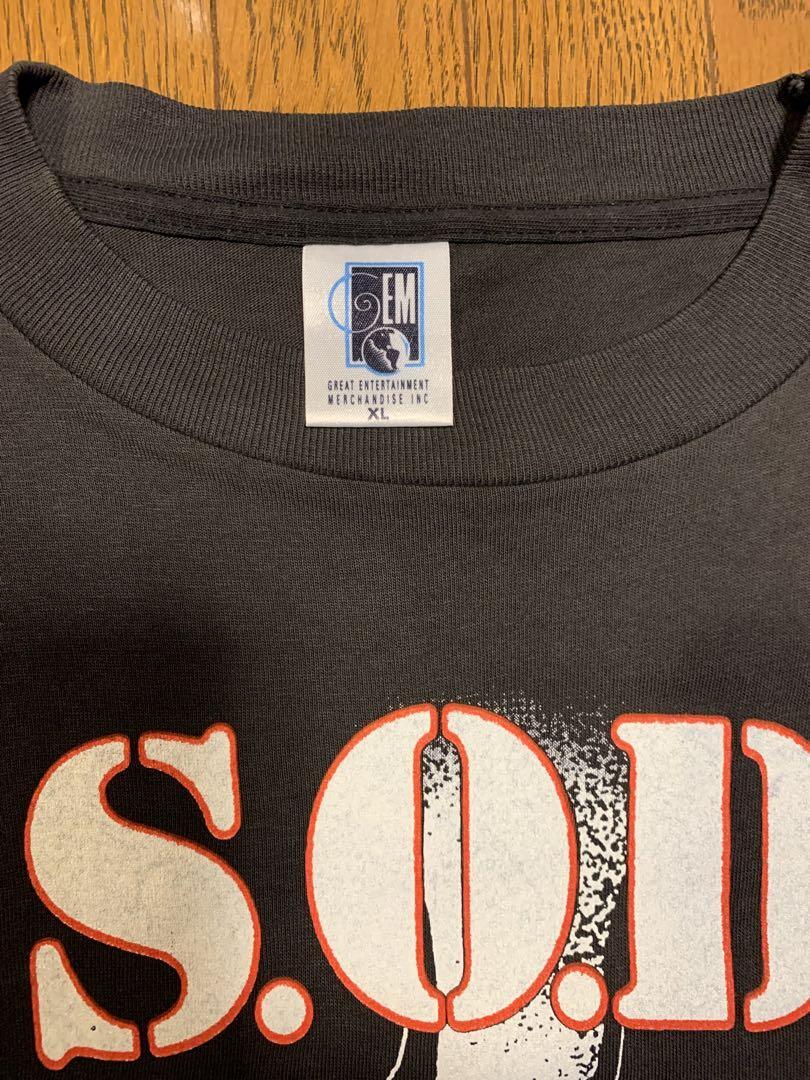 GEM
GREAT ENTERTAINMENT
MERCHANDISE INC
XL
S.O.D